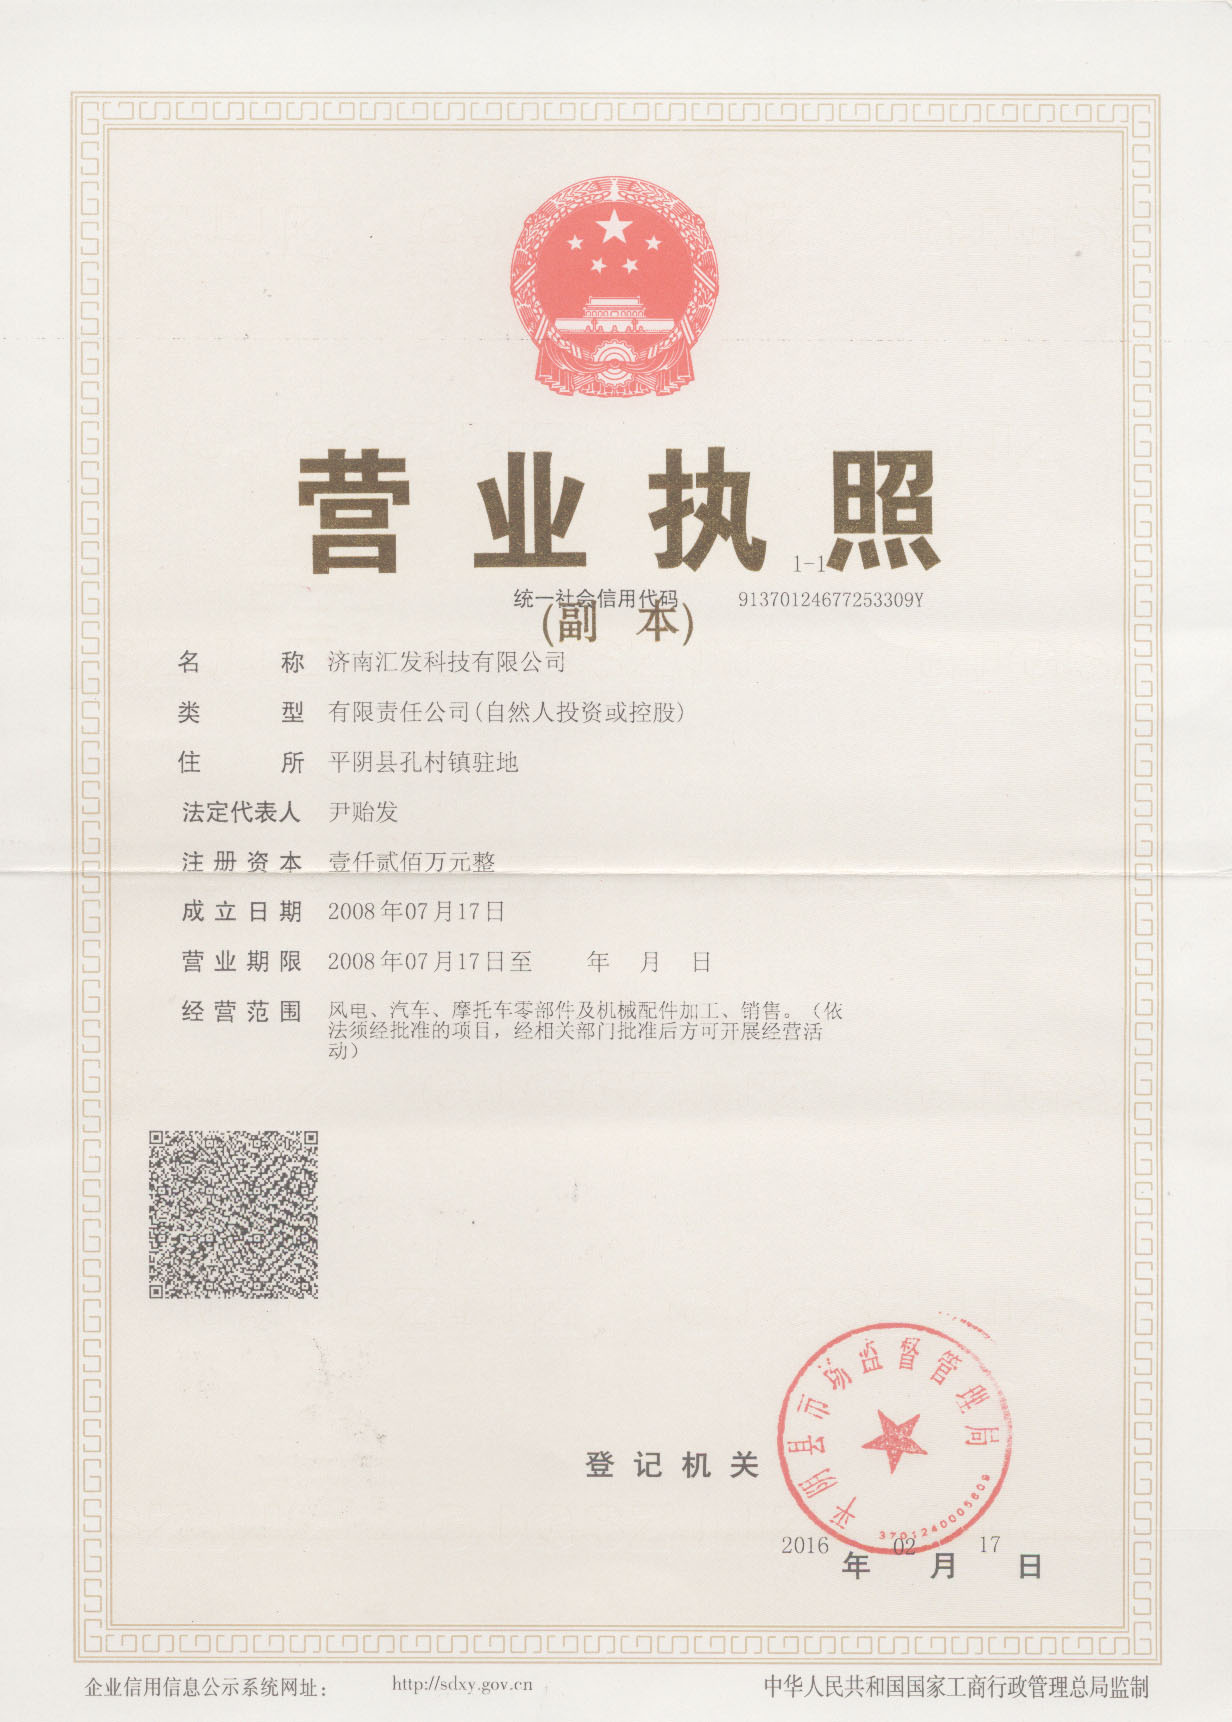 营业执照
1-1
统一社会信用代码 91370124677253309Y
(副 本)
名 称 济南汇发科技有限公司
类 型 有限责任公司(自然人投资或控股)
住 所 平阴县孔村镇驻地
法定代表人 尹贻发
注册资本 壹仟贰佰万元整
成立日期 2008年07月17日
营业期限 2008年07月17日至 年 月 日
经营范围 风电、汽车、摩托车零部件及机械配件加工、销售。（依
法须经批准的项目，经相关部门批准后方可开展经营活
动）
平阴县市场监督管理局
3701240005609
登记机关
2016年02月17日
企业信用信息公示系统网址： http://sdxy.gov.cn 中华人民共和国国家工商行政管理总局监制